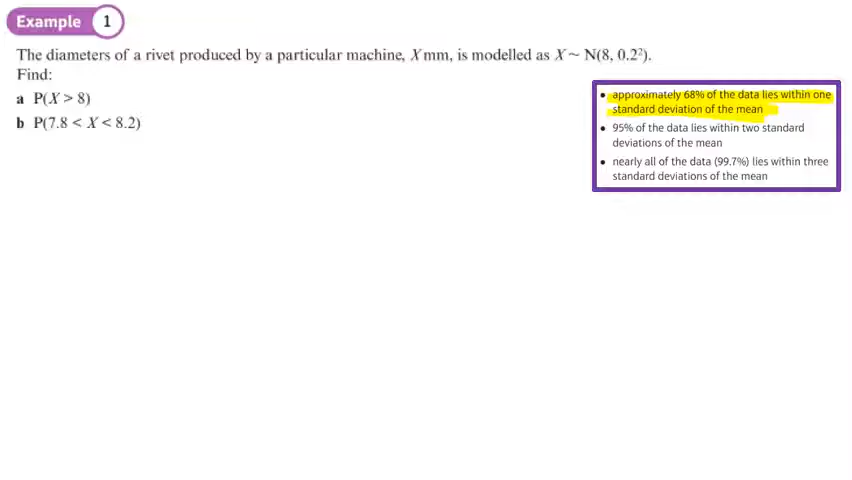 Example 1
The diameters of a rivet produced by a particular machine, X mm, is modelled as X ~ N(8, 0.2²).
Find:
a P(X > 8)
b P(7.8 < X < 8.2)
• approximately 68% of the data lies within one
standard deviation of the mean
• 95% of the data lies within two standard
deviations of the mean
• nearly all of the data (99.7%) lies within three
standard deviations of the mean